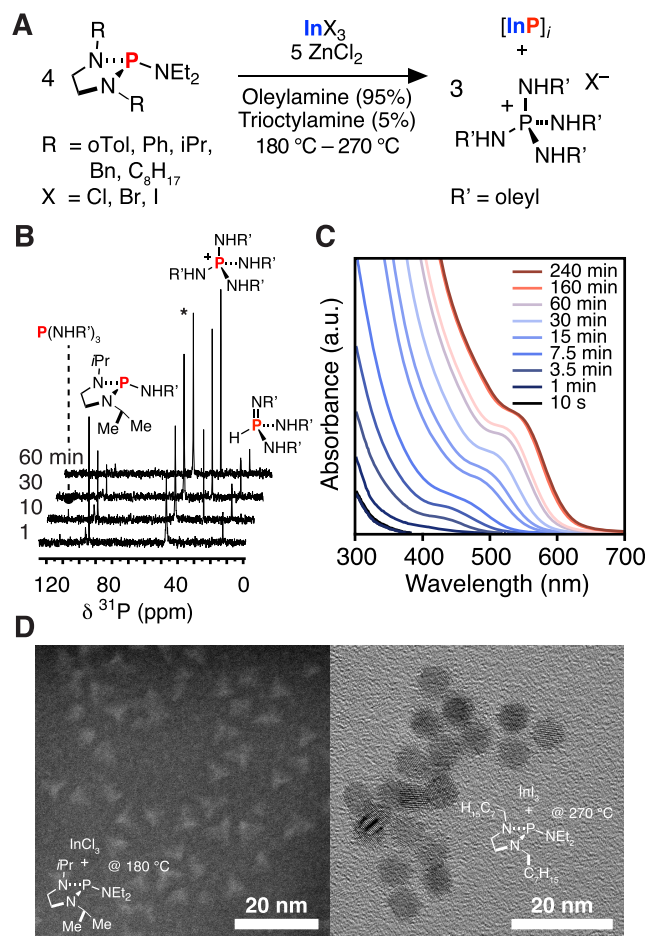 A
4
R
N
P
NEt2
N
R
R = oTol, Ph, iPr,
Bn, C8H17
X = Cl, Br, I
InX3
5 ZnCl2
Oleylamine (95%)
Trioctylamine (5%)
180 °C – 270 °C
[InP]i
+
3
NHR'
X–
+
P
R'HN
NHR'
NHR'
R' = oleyl
B
NHR'
+
R'HN
P
NHR'
NHR'
P(NHR')3
*
iPr
N
P
NHR'
N
Me
Me
NR'
H
P
NHR'
NHR'
60 min
30
10
1
120 80 40 0
δ 31P (ppm)
C
Absorbance (a.u.)
240 min
160 min
60 min
30 min
15 min
7.5 min
3.5 min
1 min
10 s
300 400 500 600 700
Wavelength (nm)
D
InCl3
+
@ 180 °C
iPr
N
P
NEt2
N
Me
Me
20 nm
InI3
+
@ 270 °C
H15C7
N
P
NEt2
N
C7H15
20 nm